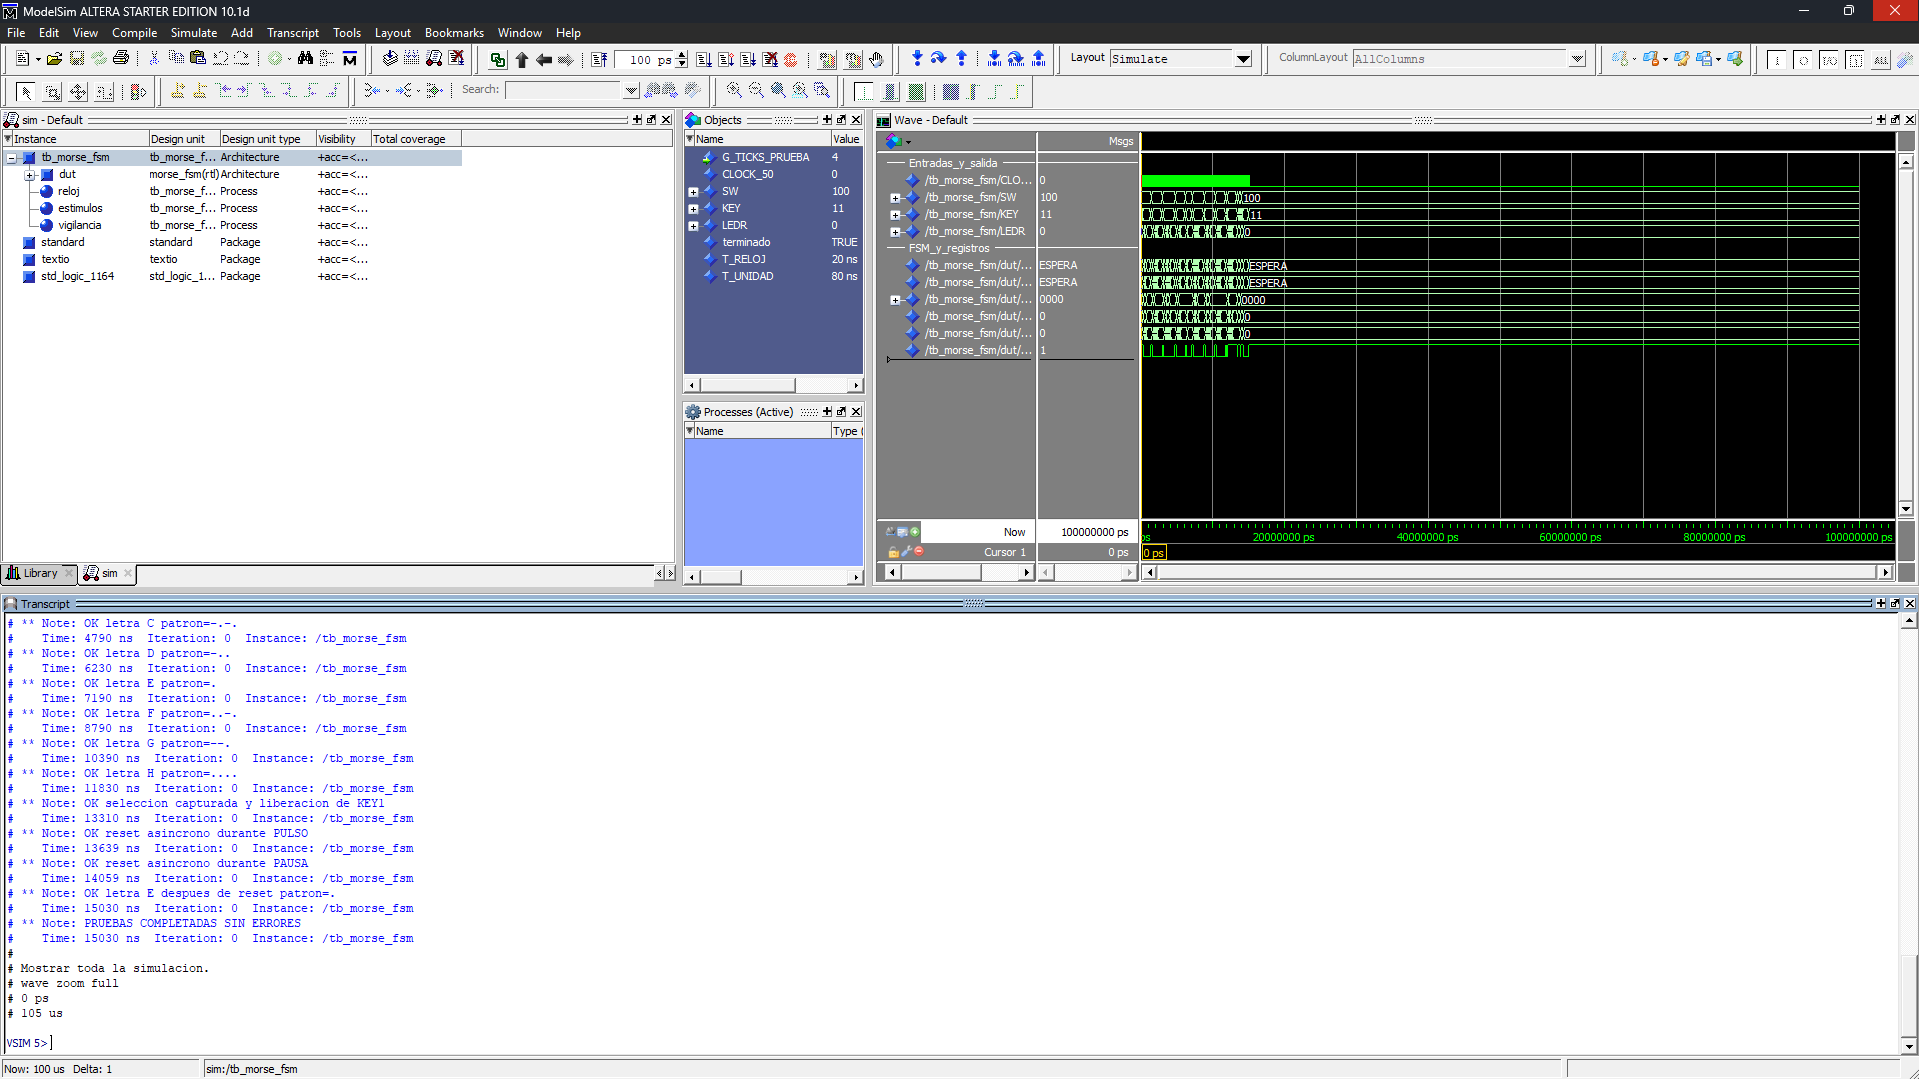 ModelSim ALTERA STARTER EDITION 10.1d
File Edit View Compile Simulate Add Transcript Tools Layout Bookmarks Window Help
100 ps
Layout Simulate
ColumnLayout AllColumns
Search:
sim - Default
Instance Design unit Design unit type Visibility Total coverage
tb_morse_fsm tb_morse_f... Architecture +acc=<...
dut morse_fsm(rtl) Architecture +acc=<...
reloj tb_morse_f... Process +acc=<...
estimulos tb_morse_f... Process +acc=<...
vigilancia tb_morse_f... Process +acc=<...
standard standard Package +acc=<...
textio textio Package +acc=<...
std_logic_1164 std_logic_1... Package +acc=<...
Library sim
Objects
Name Value
G_TICKS_PRUEBA 4
CLOCK_50 0
SW 100
KEY 11
LEDR 0
terminado TRUE
T_RELOJ 20 ns
T_UNIDAD 80 ns
Processes (Active)
Name Type (
Wave - Default
Msgs
Entradas_y_salida
/tb_morse_fsm/CLO... 0
/tb_morse_fsm/SW 100 100
/tb_morse_fsm/KEY 11 11
/tb_morse_fsm/LEDR 0 0
FSM_y_registros
/tb_morse_fsm/dut/... ESPERA ESPERA
/tb_morse_fsm/dut/... ESPERA ESPERA
/tb_morse_fsm/dut/... 0000 0000
/tb_morse_fsm/dut/... 0 0
/tb_morse_fsm/dut/... 0 0
/tb_morse_fsm/dut/... 1
Now 100000000 ps
ps 20000000 ps 40000000 ps 60000000 ps 80000000 ps 100000000 ps
Cursor 1 0 ps
0 ps
Transcript
# ** Note: OK letra C patron=-.-.
#    Time: 4790 ns  Iteration: 0  Instance: /tb_morse_fsm
# ** Note: OK letra D patron=-..
#    Time: 6230 ns  Iteration: 0  Instance: /tb_morse_fsm
# ** Note: OK letra E patron=.
#    Time: 7190 ns  Iteration: 0  Instance: /tb_morse_fsm
# ** Note: OK letra F patron=..-.
#    Time: 8790 ns  Iteration: 0  Instance: /tb_morse_fsm
# ** Note: OK letra G patron=--.
#    Time: 10390 ns  Iteration: 0  Instance: /tb_morse_fsm
# ** Note: OK letra H patron=....
#    Time: 11830 ns  Iteration: 0  Instance: /tb_morse_fsm
# ** Note: OK seleccion capturada y liberacion de KEY1
#    Time: 13310 ns  Iteration: 0  Instance: /tb_morse_fsm
# ** Note: OK reset asincrono durante PULSO
#    Time: 13639 ns  Iteration: 0  Instance: /tb_morse_fsm
# ** Note: OK reset asincrono durante PAUSA
#    Time: 14059 ns  Iteration: 0  Instance: /tb_morse_fsm
# ** Note: OK letra E despues de reset patron=.
#    Time: 15030 ns  Iteration: 0  Instance: /tb_morse_fsm
# ** Note: PRUEBAS COMPLETADAS SIN ERRORES
#    Time: 15030 ns  Iteration: 0  Instance: /tb_morse_fsm
#
# Mostrar toda la simulacion.
# wave zoom full
# 0 ps
# 105 us
VSIM 5>
Now: 100 us Delta: 1
sim:/tb_morse_fsm